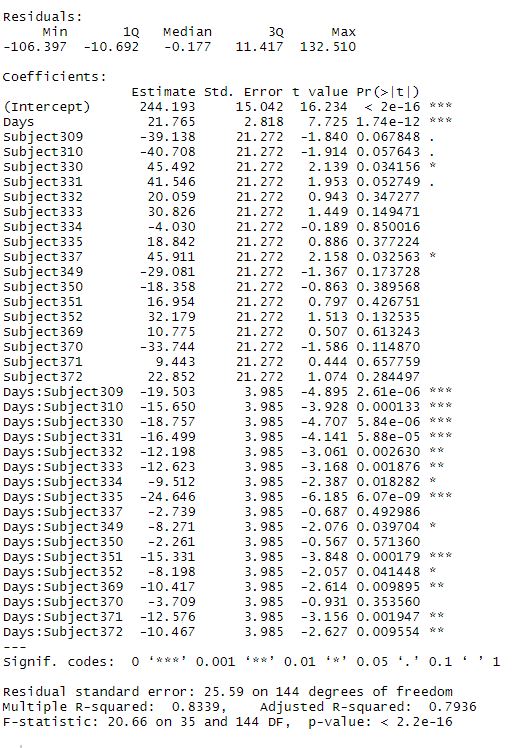 Residuals:
     Min       1Q   Median       3Q      Max
-106.397  -10.692   -0.177   11.417  132.510

Coefficients:
                Estimate Std. Error t value Pr(>|t|)
(Intercept)      244.193     15.042  16.234  < 2e-16 ***
Days              21.765      2.818   7.725 1.74e-12 ***
Subject309       -39.138     21.272  -1.840 0.067848 .
Subject310       -40.708     21.272  -1.914 0.057643 .
Subject330        45.492     21.272   2.139 0.034156 *
Subject331        41.546     21.272   1.953 0.052749 .
Subject332        20.059     21.272   0.943 0.347277
Subject333        30.826     21.272   1.449 0.149471
Subject334        -4.030     21.272  -0.189 0.850016
Subject335        18.842     21.272   0.886 0.377224
Subject337        45.911     21.272   2.158 0.032563 *
Subject349       -29.081     21.272  -1.367 0.173728
Subject350       -18.358     21.272  -0.863 0.389568
Subject351        16.954     21.272   0.797 0.426751
Subject352        32.179     21.272   1.513 0.132535
Subject369        10.775     21.272   0.507 0.613243
Subject370       -33.744     21.272  -1.586 0.114870
Subject371         9.443     21.272   0.444 0.657759
Subject372        22.852     21.272   1.074 0.284497
Days:Subject309  -19.503      3.985  -4.895 2.61e-06 ***
Days:Subject310  -15.650      3.985  -3.928 0.000133 ***
Days:Subject330  -18.757      3.985  -4.707 5.84e-06 ***
Days:Subject331  -16.499      3.985  -4.141 5.88e-05 ***
Days:Subject332  -12.198      3.985  -3.061 0.002630 **
Days:Subject333  -12.623      3.985  -3.168 0.001876 **
Days:Subject334   -9.512      3.985  -2.387 0.018282 *
Days:Subject335  -24.646      3.985  -6.185 6.07e-09 ***
Days:Subject337   -2.739      3.985  -0.687 0.492986
Days:Subject349   -8.271      3.985  -2.076 0.039704 *
Days:Subject350   -2.261      3.985  -0.567 0.571360
Days:Subject351  -15.331      3.985  -3.848 0.000179 ***
Days:Subject352   -8.198      3.985  -2.057 0.041448 *
Days:Subject369  -10.417      3.985  -2.614 0.009895 **
Days:Subject370   -3.709      3.985  -0.931 0.353560
Days:Subject371  -12.576      3.985  -3.156 0.001947 **
Days:Subject372  -10.467      3.985  -2.627 0.009554 **
---
Signif. codes:  0 ‘***’ 0.001 ‘**’ 0.01 ‘*’ 0.05 ‘.’ 0.1 ‘ ’ 1

Residual standard error: 25.59 on 144 degrees of freedom
Multiple R-squared:  0.8339,    Adjusted R-squared:  0.7936
F-statistic: 20.66 on 35 and 144 DF,  p-value: < 2.2e-16